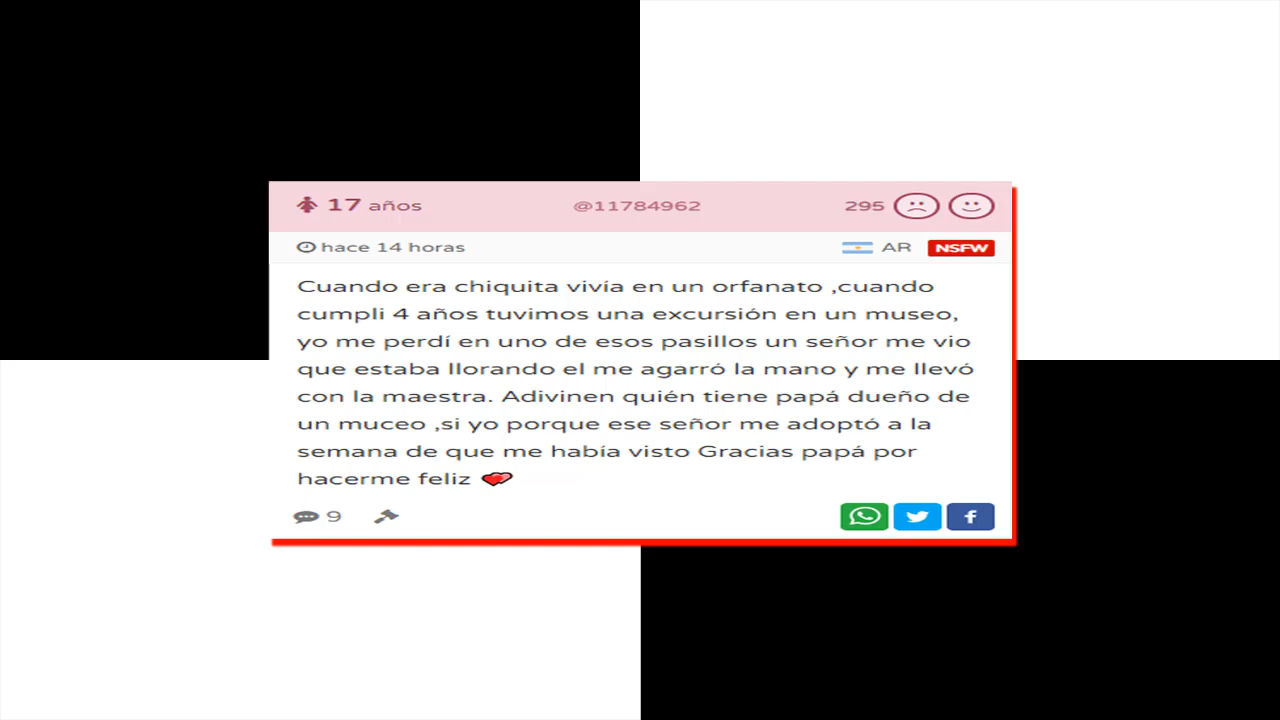 17 años @11784962 295
hace 14 horas AR NSFW
Cuando era chiquita vivía en un orfanato ,cuando
cumpli 4 años tuvimos una excursión en un museo,
yo me perdí en uno de esos pasillos un señor me vio
que estaba llorando el me agarró la mano y me llevó
con la maestra. Adivinen quién tiene papá dueño de
un muceo ,si yo porque ese señor me adoptó a la
semana de que me había visto Gracias papá por
hacerme feliz
9